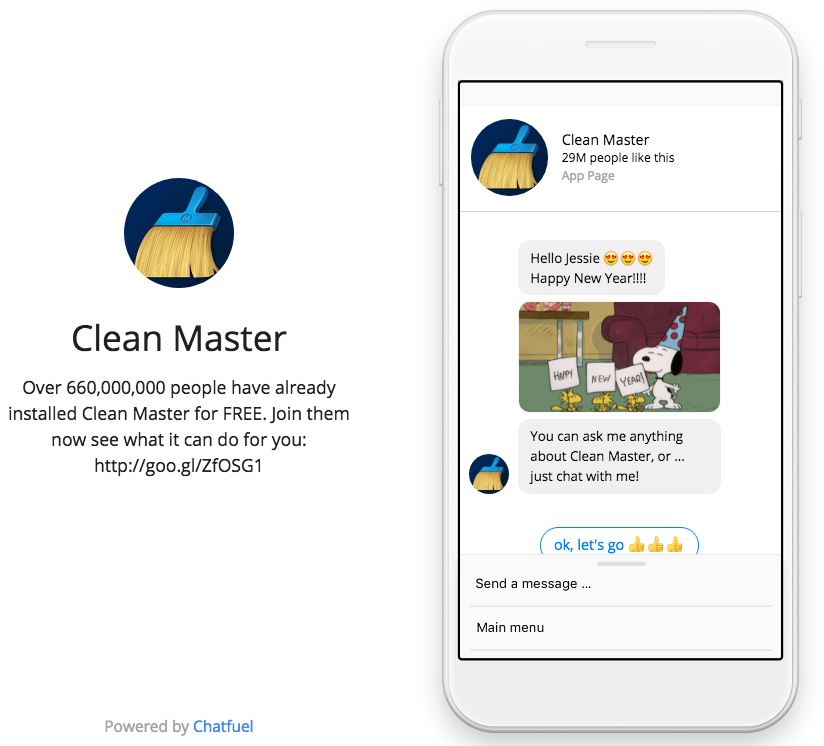 Clean Master
Over 660,000,000 people have already
installed Clean Master for FREE. Join them
now see what it can do for you:
http://goo.gl/ZfOSG1
Powered by Chatfuel
Clean Master
29M people like this
App Page
Hello Jessie 😍😍😍
Happy New Year!!!!
HAPPY
NEW
YEAR!
You can ask me anything
about Clean Master, or ...
just chat with me!
ok, let's go 👍👍👍
Send a message ...
Main menu